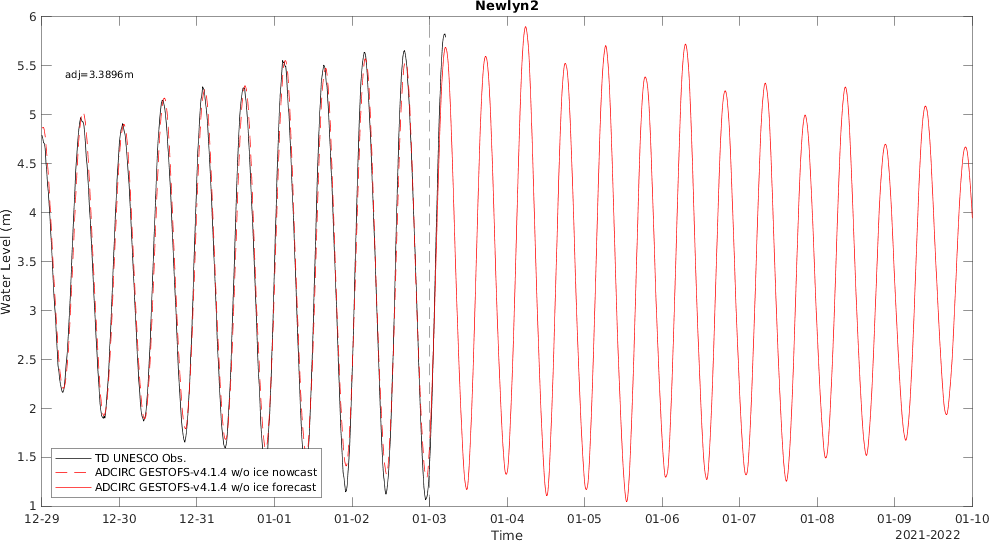 Newlyn2
adj=3.3896m
Water Level (m)
6
5.5
5
4.5
4
3.5
3
2.5
2
1.5
1
TD UNESCO Obs.
ADCIRC GESTOFS-v4.1.4 w/o ice nowcast
ADCIRC GESTOFS-v4.1.4 w/o ice forecast
12-29 12-30 12-31 01-01 01-02 01-03 01-04 01-05 01-06 01-07 01-08 01-09 01-10
Time
2021-2022